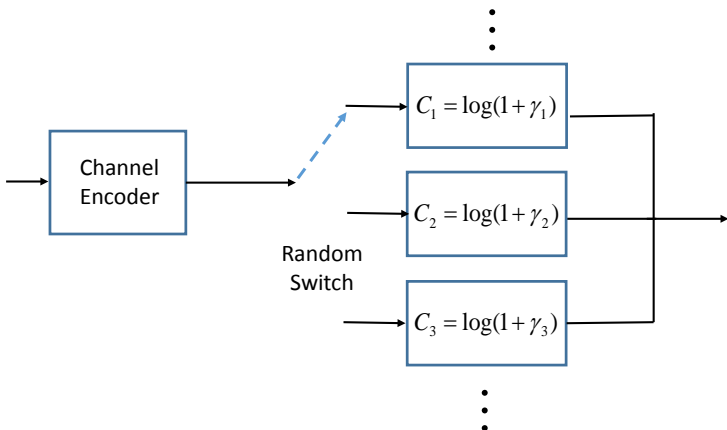 Channel
Encoder
Random
Switch
C₁ = log(1+γ₁)
C₂ = log(1+γ₂)
C₃ = log(1+γ₃)